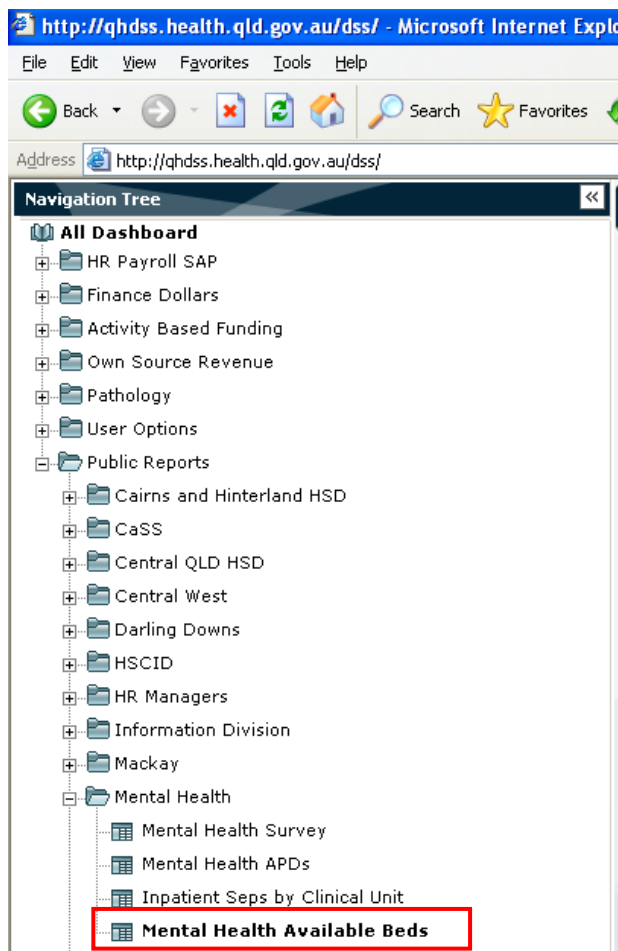 http://qhdss.health.qld.gov.au/dss/ - Microsoft Internet Explo
File Edit View Favorites Tools Help
Back Search Favorites
Address http://qhdss.health.qld.gov.au/dss/
Navigation Tree «
All Dashboard
HR Payroll SAP
Finance Dollars
Activity Based Funding
Own Source Revenue
Pathology
User Options
Public Reports
Cairns and Hinterland HSD
CaSS
Central QLD HSD
Central West
Darling Downs
HSCID
HR Managers
Information Division
Mackay
Mental Health
Mental Health Survey
Mental Health APDs
Inpatient Seps by Clinical Unit
Mental Health Available Beds